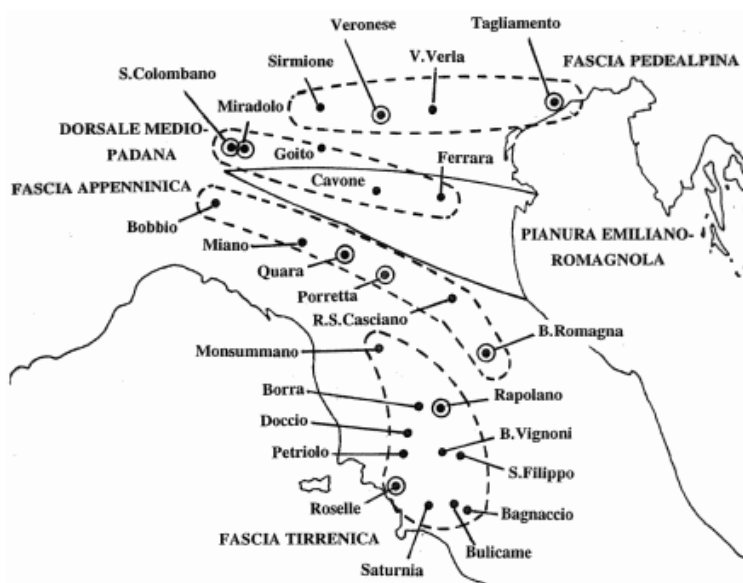 Veronese
Tagliamento
Sirmione
V.Verla
FASCIA PEDEALPINA
S.Colombano
Miradolo
DORSALE MEDIO-
PADANA
Goito
Ferrara
Cavone
FASCIA APPENNINICA
Bobbio
Miano
PIANURA EMILIANO-
ROMAGNOLA
Quara
Porretta
R.S.Casciano
B.Romagna
Monsummano
Borra
Rapolano
Doccio
B.Vignoni
Petriolo
S.Filippo
Roselle
Bagnaccio
FASCIA TIRRENICA
Bulicame
Saturnia